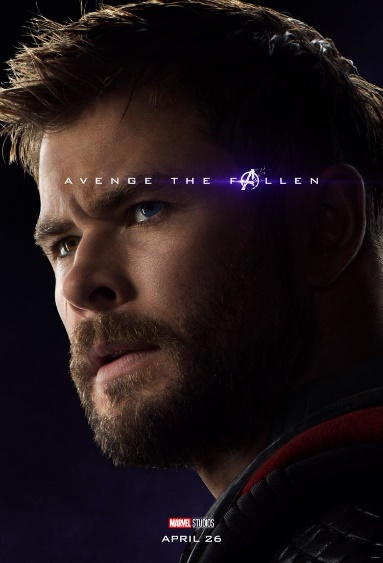 AVENGE THE FALLEN
MARVEL STUDIOS
APRIL 26